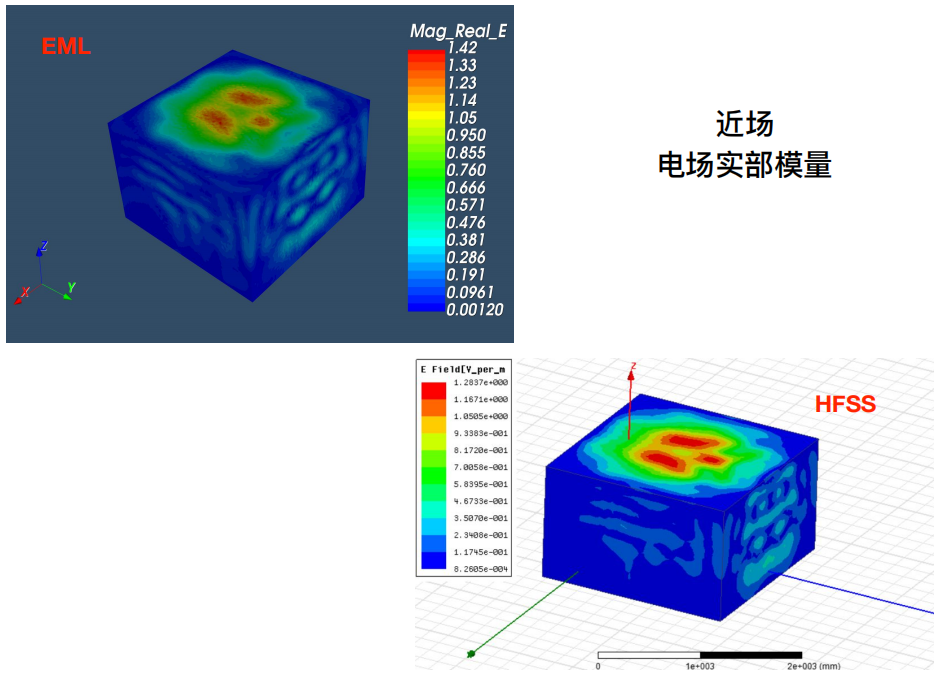 EML
Mag_Real_E
1.42
1.33
1.23
1.14
1.05
0.950
0.855
0.760
0.666
0.571
0.476
0.381
0.286
0.191
0.0961
0.00120
Z
X
Y
近场
电场实部模量
E Field[V_per_m
1.2837e+000
1.1671e+000
1.0505e+000
9.3383e-001
8.1720e-001
7.0058e-001
5.8395e-001
4.6733e-001
3.5070e-001
2.3408e-001
1.1745e-001
8.2605e-004
Z
HFSS
0 1e+003 2e+003 (mm)